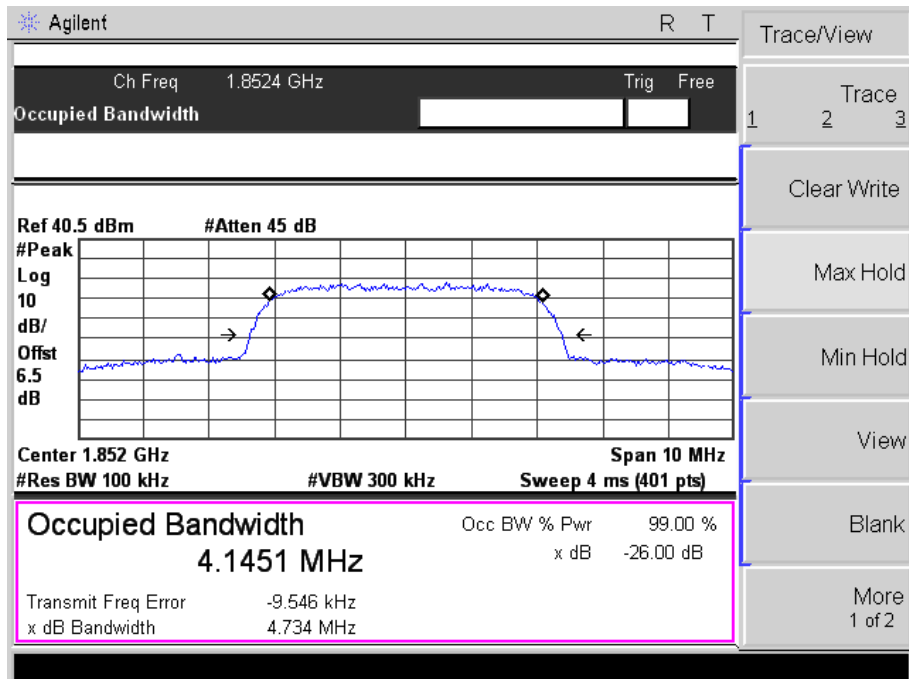 Agilent R T
Trace/View
Ch Freq 1.8524 GHz Trig Free
Occupied Bandwidth
Trace
1 2 3
Clear Write
Max Hold
Min Hold
View
Blank
More
1 of 2
Ref 40.5 dBm #Atten 45 dB
#Peak
Log
10
dB/
Offst
6.5
dB
Center 1.852 GHz Span 10 MHz
#Res BW 100 kHz #VBW 300 kHz Sweep 4 ms (401 pts)
Occupied Bandwidth
4.1451 MHz
Occ BW % Pwr 99.00 %
x dB -26.00 dB
Transmit Freq Error -9.546 kHz
x dB Bandwidth 4.734 MHz